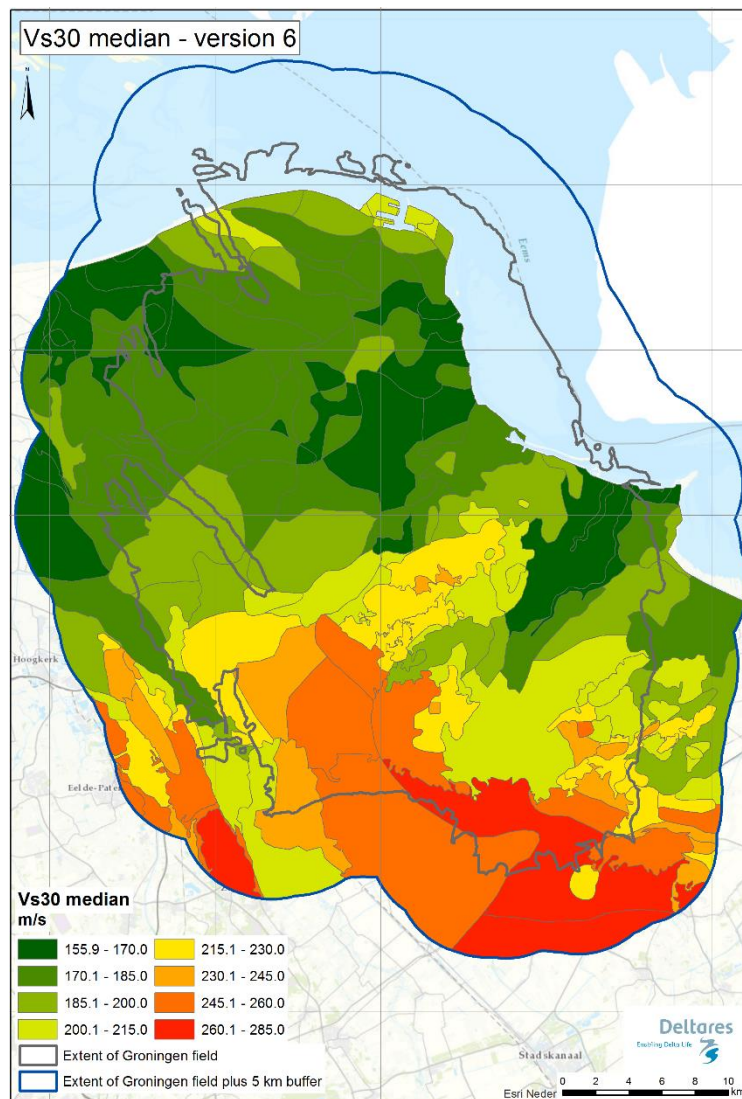 Vs30 median - version 6
N
Eems
Hoogkerk
Eelde-Pater
Vs30 median
m/s
155.9 - 170.0
170.1 - 185.0
185.1 - 200.0
200.1 - 215.0
215.1 - 230.0
230.1 - 245.0
245.1 - 260.0
260.1 - 285.0
Extent of Groningen field
Extent of Groningen field plus 5 km buffer
Deltares
Enabling Delta Life
Stadskanaal
Esri Neder
0 2 4 6 8 10
km